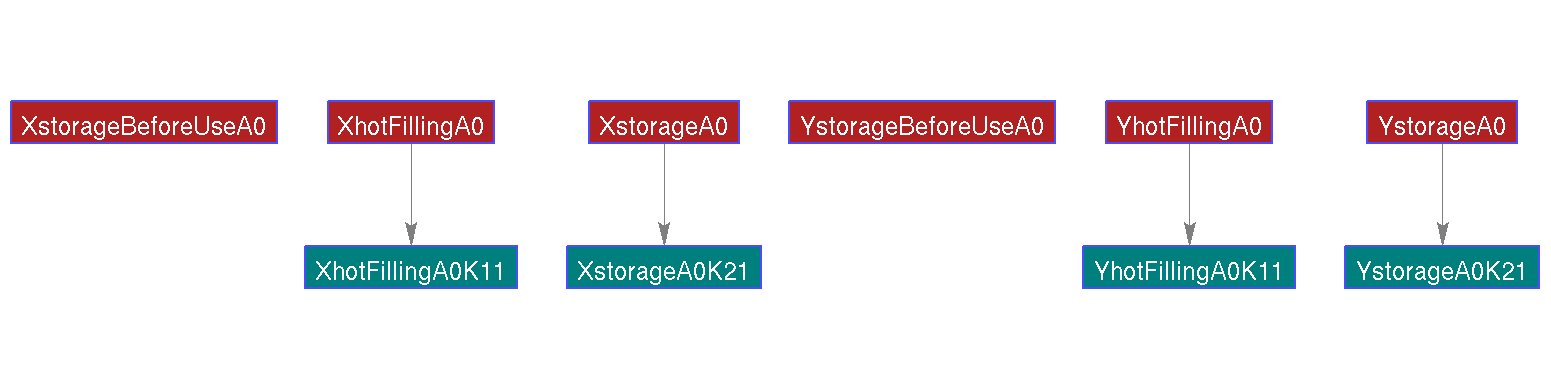 XstorageBeforeUseA0
XhotFillingA0
XstorageA0
YstorageBeforeUseA0
YhotFillingA0
YstorageA0
XhotFillingA0K11
XstorageA0K21
YhotFillingA0K11
YstorageA0K21